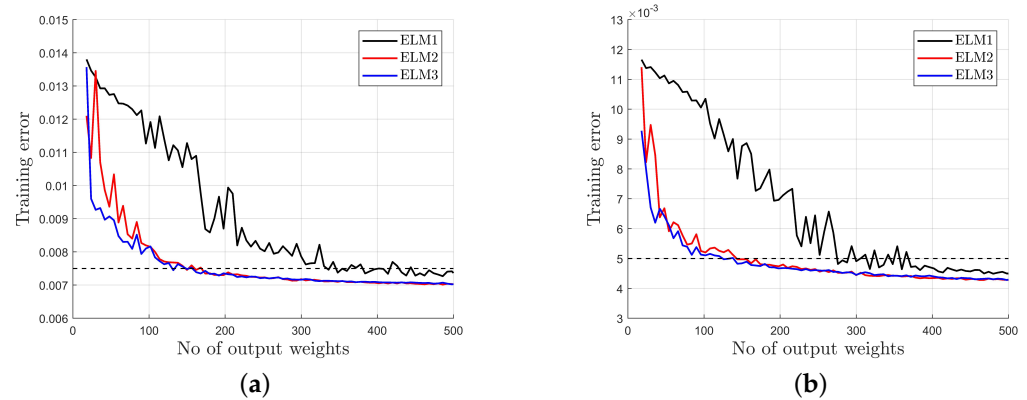 0.015
0.014
0.013
0.012
0.011
0.01
0.009
0.008
0.007
0.006
Training error
ELM1
ELM2
ELM3
0 100 200 300 400 500
No of output weights
(a)
×10⁻³
13
12
11
10
9
8
7
6
5
4
3
Training error
ELM1
ELM2
ELM3
0 100 200 300 400 500
No of output weights
(b)